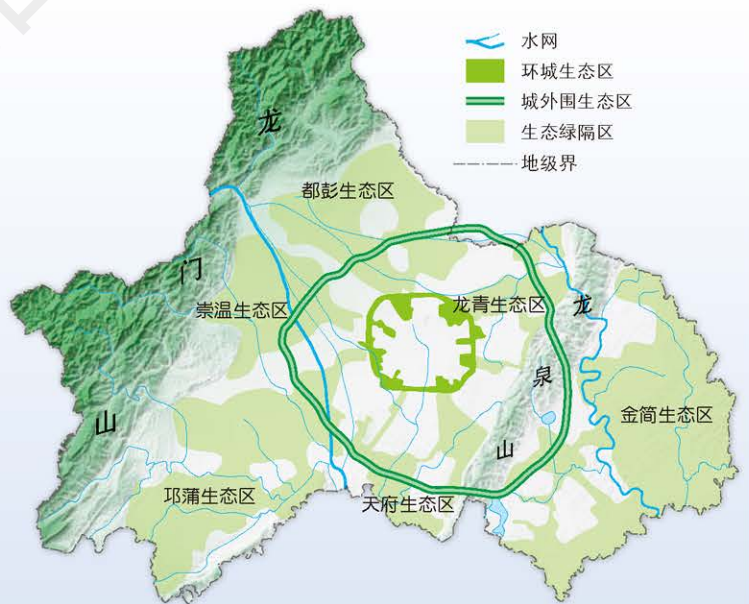 水网
环城生态区
城外围生态区
生态绿隔区
地级界
龙
门
山
都彭生态区
崇温生态区
龙青生态区
龙
泉
山
金简生态区
邛蒲生态区
天府生态区